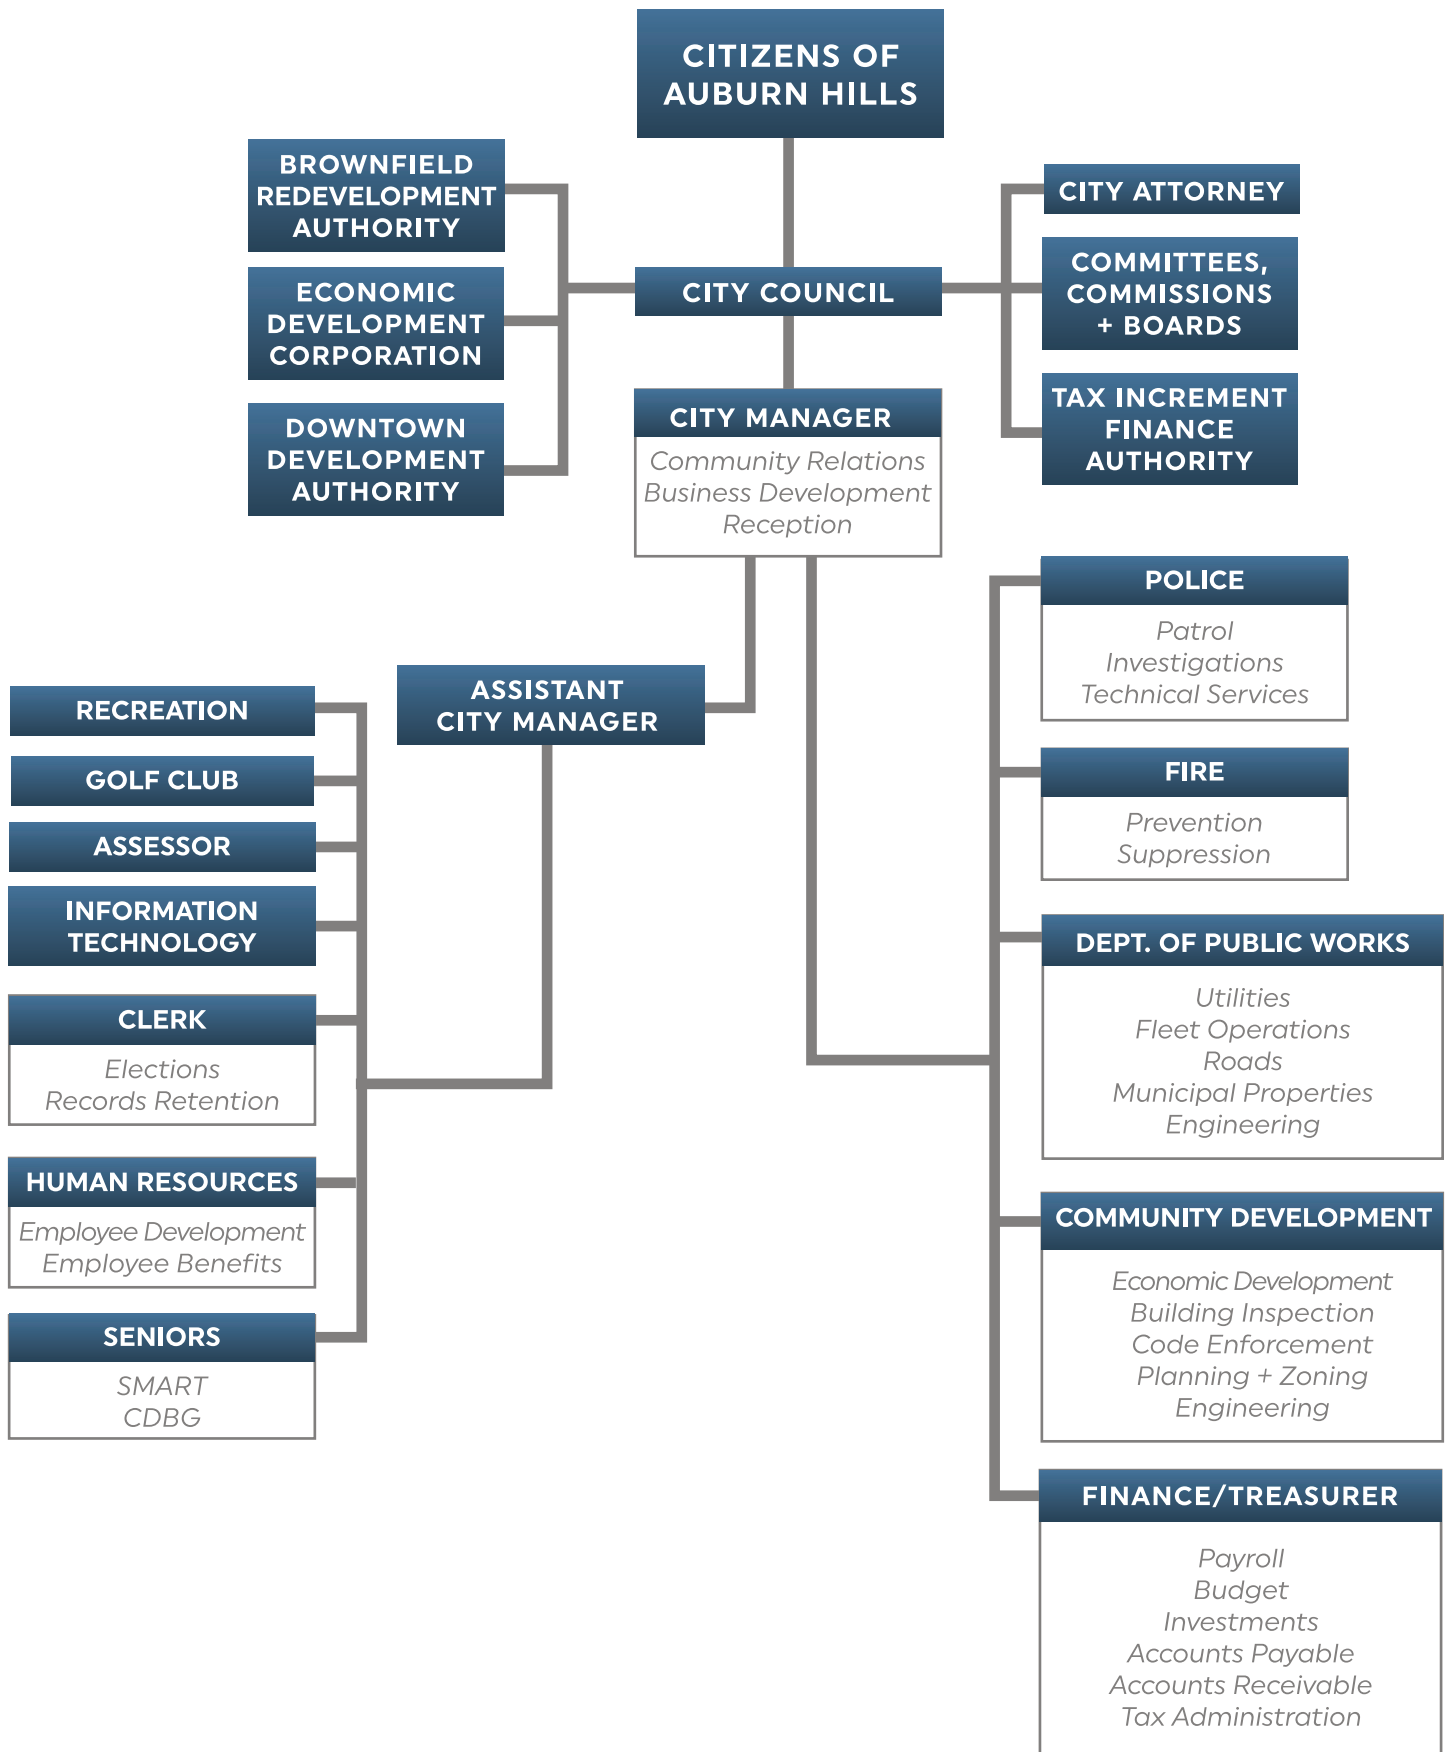 CITIZENS OF
AUBURN HILLS
BROWNFIELD
REDEVELOPMENT
AUTHORITY
ECONOMIC
DEVELOPMENT
CORPORATION
DOWNTOWN
DEVELOPMENT
AUTHORITY
CITY COUNCIL
CITY ATTORNEY
COMMITTEES,
COMMISSIONS
+ BOARDS
TAX INCREMENT
FINANCE
AUTHORITY
CITY MANAGER
Community Relations
Business Development
Reception
ASSISTANT
CITY MANAGER
RECREATION
GOLF CLUB
ASSESSOR
INFORMATION
TECHNOLOGY
CLERK
Elections
Records Retention
HUMAN RESOURCES
Employee Development
Employee Benefits
SENIORS
SMART
CDBG
POLICE
Patrol
Investigations
Technical Services
FIRE
Prevention
Suppression
DEPT. OF PUBLIC WORKS
Utilities
Fleet Operations
Roads
Municipal Properties
Engineering
COMMUNITY DEVELOPMENT
Economic Development
Building Inspection
Code Enforcement
Planning + Zoning
Engineering
FINANCE/TREASURER
Payroll
Budget
Investments
Accounts Payable
Accounts Receivable
Tax Administration